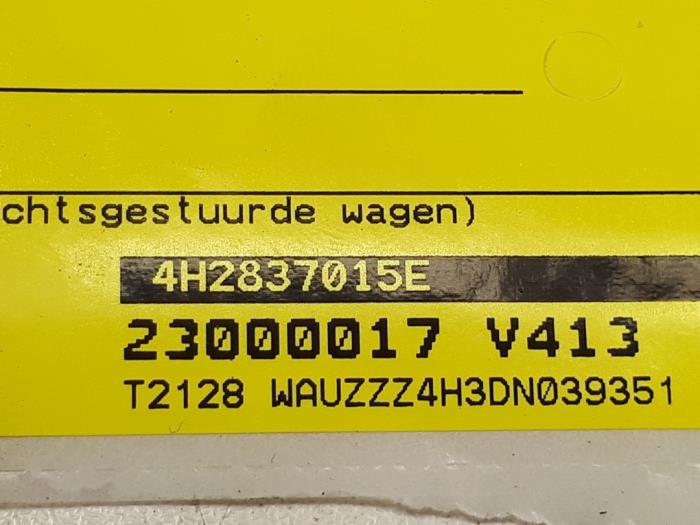 chtsgestuurde wagen)
4H2837015E
23000017 V413
T2128 WAUZZZ4H3DN039351